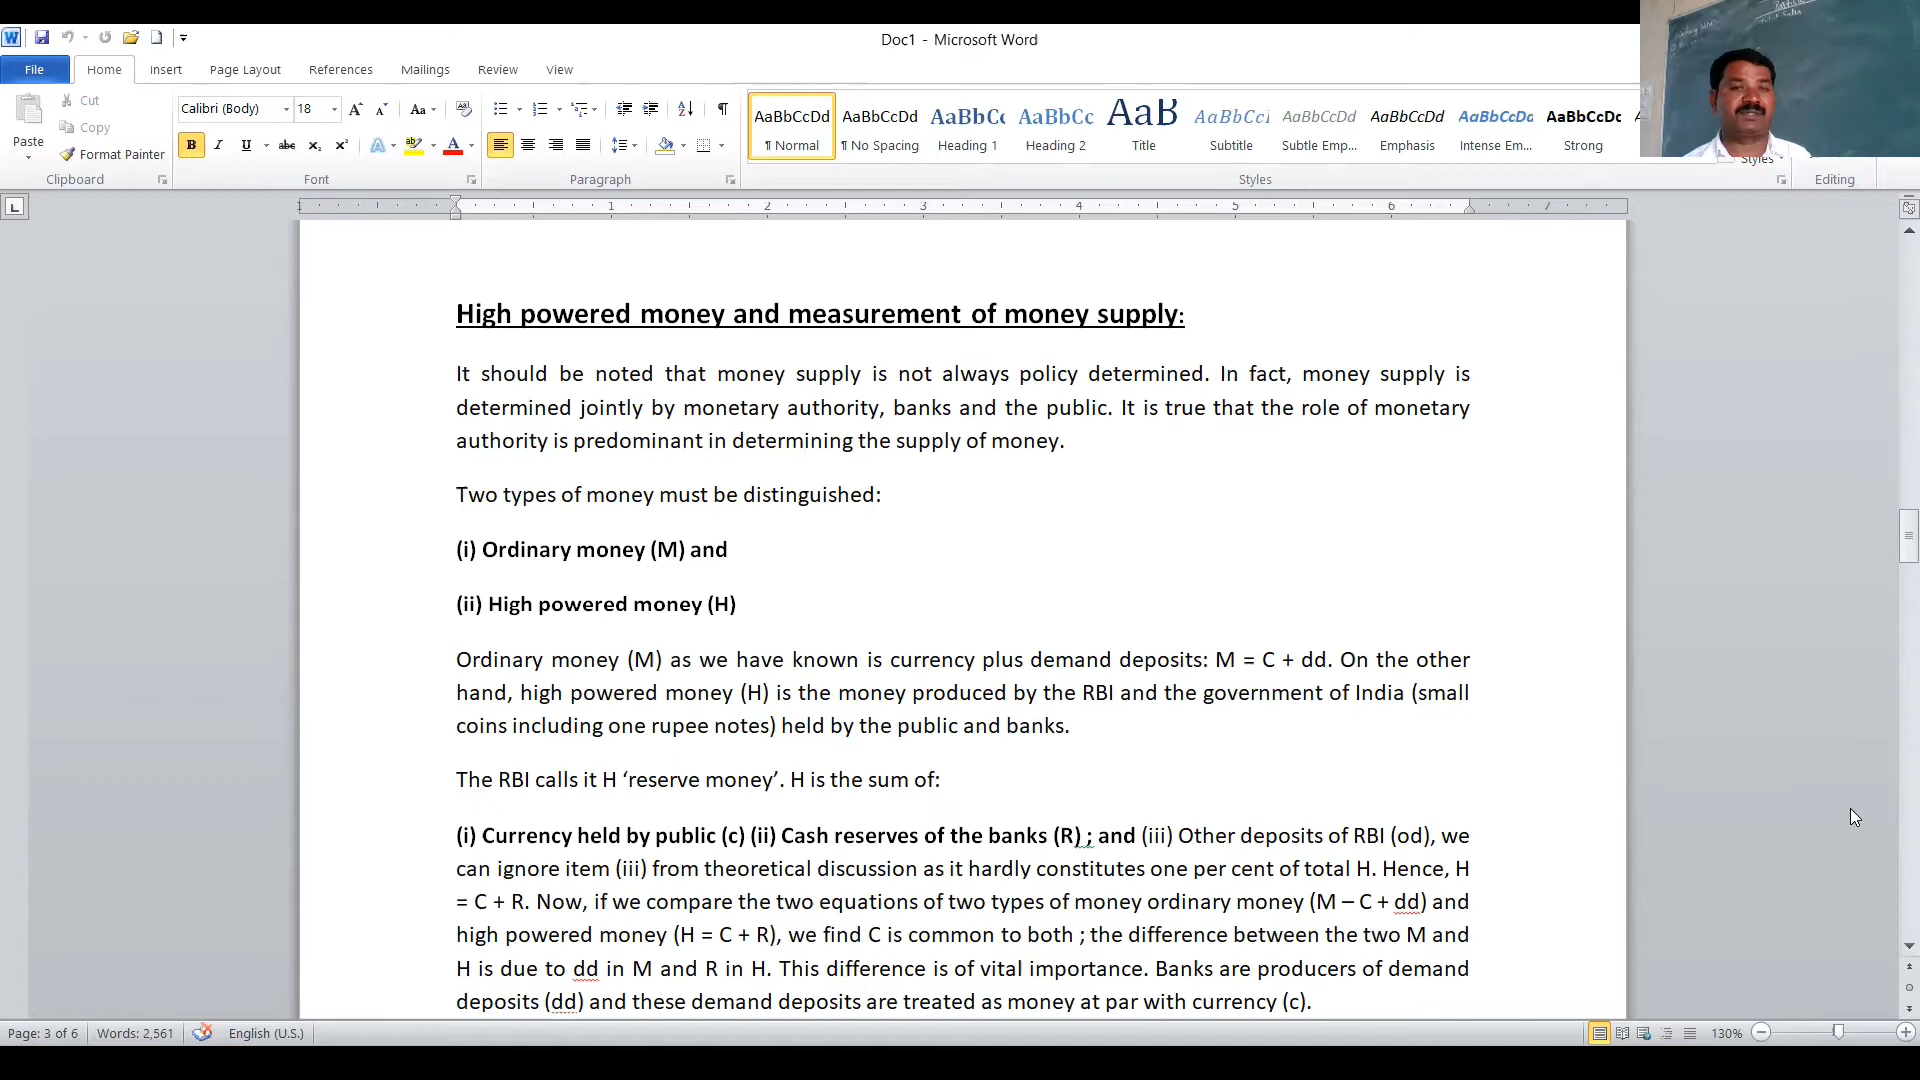 Doc1 - Microsoft Word
File Home Insert Page Layout References Mailings Review View
Paste
Cut
Copy
Format Painter
Clipboard
Calibri (Body) 18
Font
Paragraph
AaBbCcDd AaBbCcDd AaBbCc AaBbCc AaB AaBbCcI AaBbCcDd AaBbCcDd AaBbCcDd AaBbCcDc
¶ Normal ¶ No Spacing Heading 1 Heading 2 Title Subtitle Subtle Emp... Emphasis Intense Em... Strong
Styles
Styles
Editing
1 1 2 3 4 5 6 7
High powered money and measurement of money supply:
It should be noted that money supply is not always policy determined. In fact, money supply is
determined jointly by monetary authority, banks and the public. It is true that the role of monetary
authority is predominant in determining the supply of money.
Two types of money must be distinguished:
(i) Ordinary money (M) and
(ii) High powered money (H)
Ordinary money (M) as we have known is currency plus demand deposits: M = C + dd. On the other
hand, high powered money (H) is the money produced by the RBI and the government of India (small
coins including one rupee notes) held by the public and banks.
The RBI calls it H ‘reserve money’. H is the sum of:
(i) Currency held by public (c) (ii) Cash reserves of the banks (R) ; and (iii) Other deposits of RBI (od), we
can ignore item (iii) from theoretical discussion as it hardly constitutes one per cent of total H. Hence, H
= C + R. Now, if we compare the two equations of two types of money ordinary money (M – C + dd) and
high powered money (H = C + R), we find C is common to both ; the difference between the two M and
H is due to dd in M and R in H. This difference is of vital importance. Banks are producers of demand
deposits (dd) and these demand deposits are treated as money at par with currency (c).
Page: 3 of 6 Words: 2,561 English (U.S.) 130%